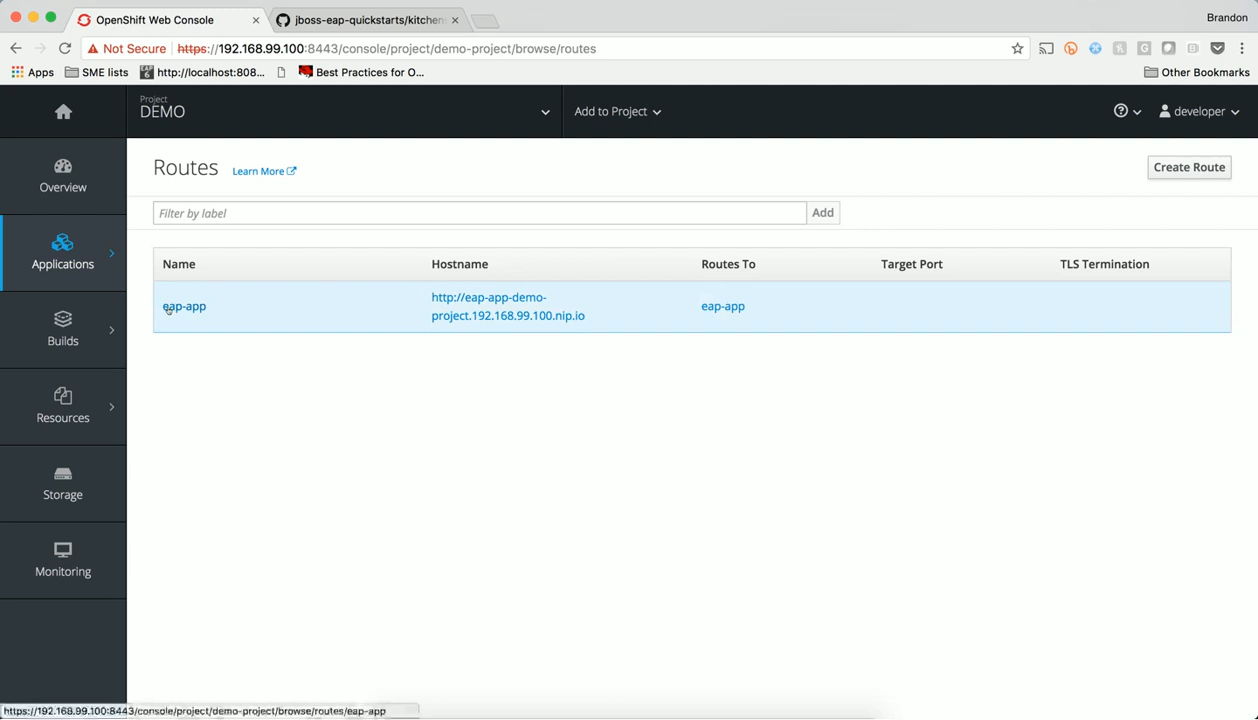 OpenShift Web Console
jboss-eap-quickstarts/kitchen
Brandon
Not Secure https://192.168.99.100:8443/console/project/demo-project/browse/routes
Apps SME lists http://localhost:808... Best Practices for O... Other Bookmarks
Project
DEMO
Add to Project
developer
Overview
Applications
Builds
Resources
Storage
Monitoring
Routes Learn More
Create Route
Filter by label Add
Name Hostname Routes To Target Port TLS Termination
eap-app http://eap-app-demo-
project.192.168.99.100.nip.io eap-app
https://192.168.99.100:8443/console/project/demo-project/browse/routes/eap-app